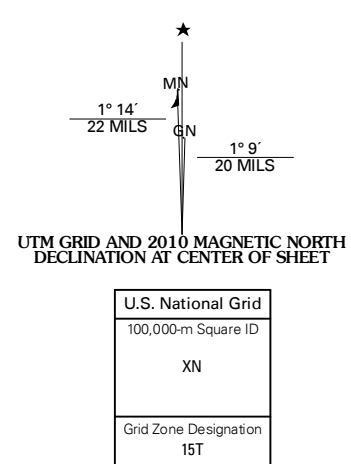 ★
MN
1° 14´
22 MILS
GN
1° 9´
20 MILS
UTM GRID AND 2010 MAGNETIC NORTH
DECLINATION AT CENTER OF SHEET
U.S. National Grid
100,000-m Square ID
XN
Grid Zone Designation
15T